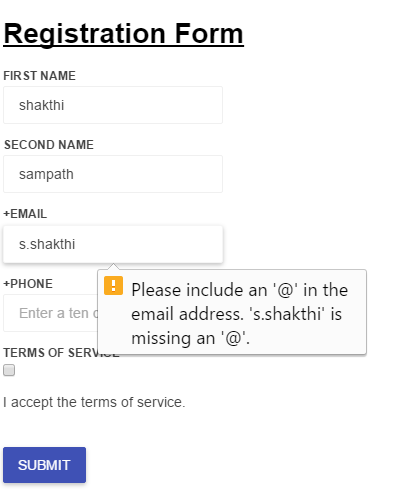 Registration Form
FIRST NAME
shakthi
SECOND NAME
sampath
+EMAIL
s.shakthi
Please include an '@' in the
email address. 's.shakthi' is
missing an '@'.
+PHONE
Enter a ten
TERMS OF SERVICE
I accept the terms of service.
SUBMIT